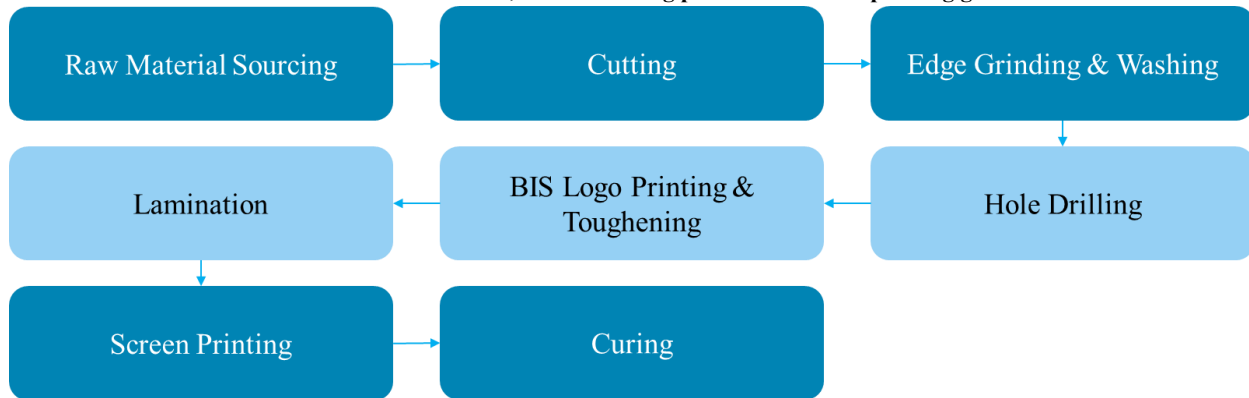 Raw Material Sourcing
Cutting
Edge Grinding & Washing
Hole Drilling
BIS Logo Printing &
Toughening
Lamination
Screen Printing
Curing